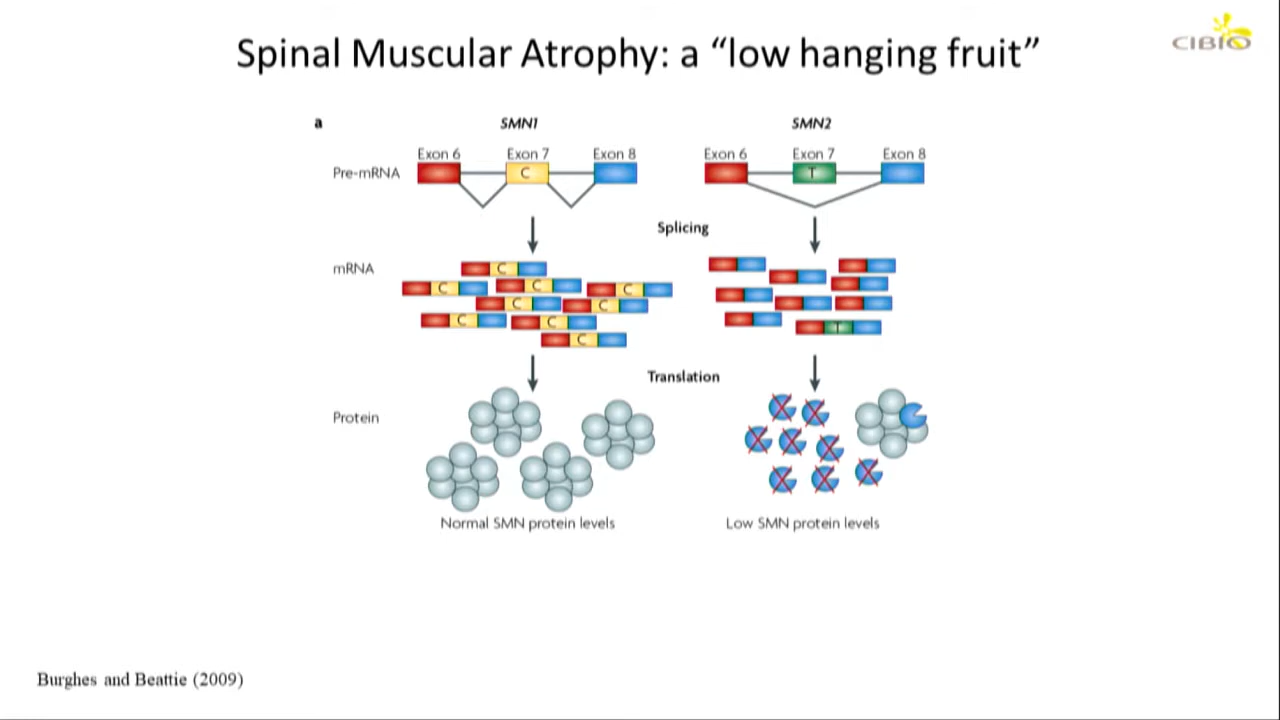 Spinal Muscular Atrophy: a “low hanging fruit”
CIBIO
a
SMN1
SMN2
Exon 6 Exon 7 Exon 8
Exon 6 Exon 7 Exon 8
Pre-mRNA
C
T
Splicing
mRNA
C
C
C
C
C
C
C
C
C
T
Translation
Protein
Normal SMN protein levels
Low SMN protein levels
Burghes and Beattie (2009)